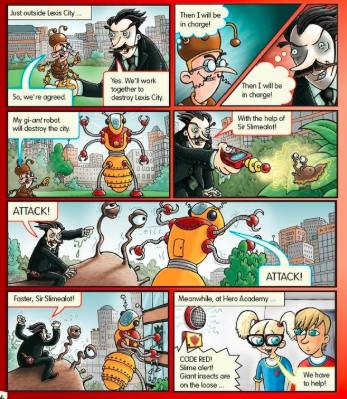 Just outside Lexis City ...
So, we're agreed.
Yes. We'll work
together to
destroy Lexis City.
Then I will be
in charge!
Then I will be
in charge!
My gi-ant robot
will destroy the city.
With the help of
Sir Slimealot!
ATTACK!
ATTACK!
Faster, Sir Slimealot!
Meanwhile, at Hero Academy ...
CODE RED!
Slime alert!
Giant insects are
on the loose ...
We have
to help!